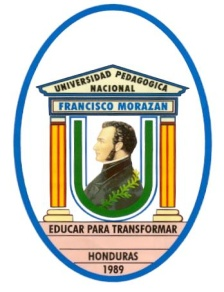 UNIVERSIDAD PEDAGOGICA
NACIONAL
FRANCISCO MORAZAN
EDUCAR PARA TRANSFORMAR
HONDURAS
1989